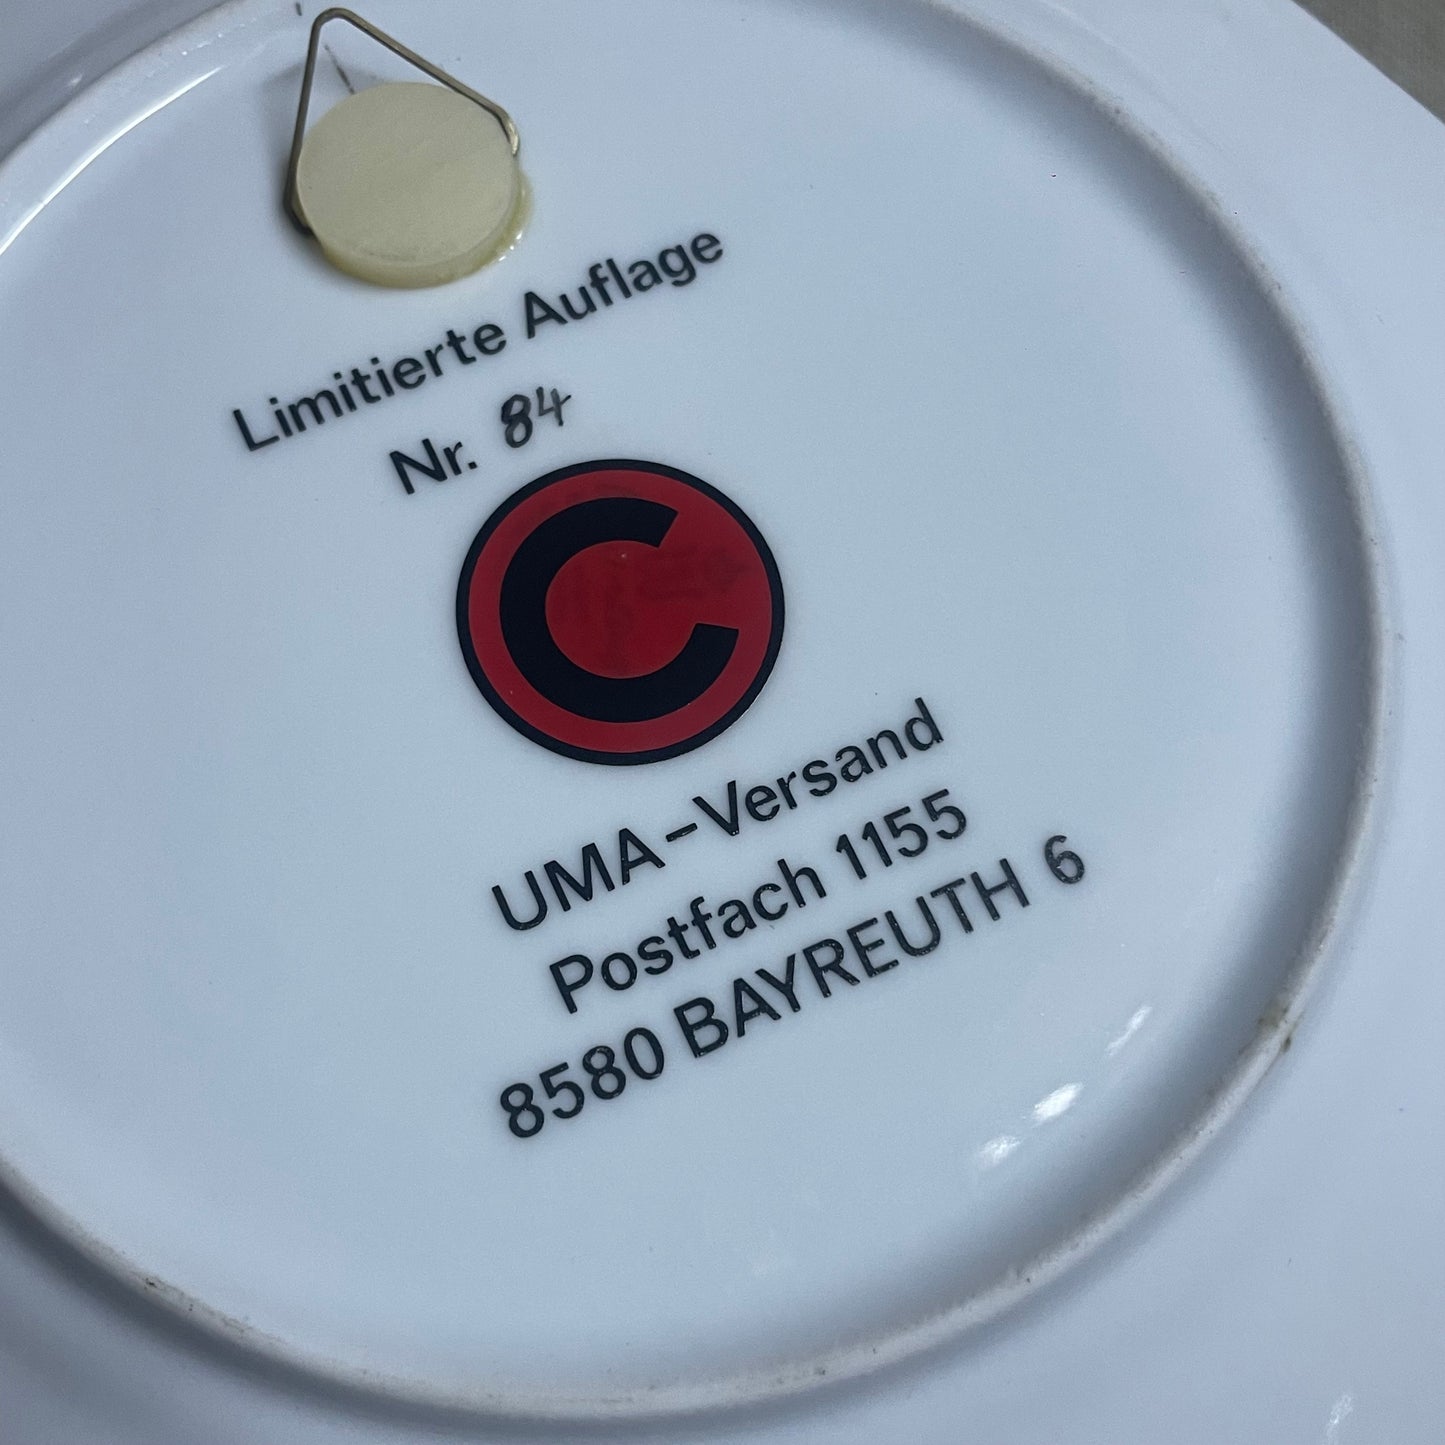 Limitierte Auflage
Nr. 84
C
UMA-Versand
Postfach 1155
8580 BAYREUTH 6